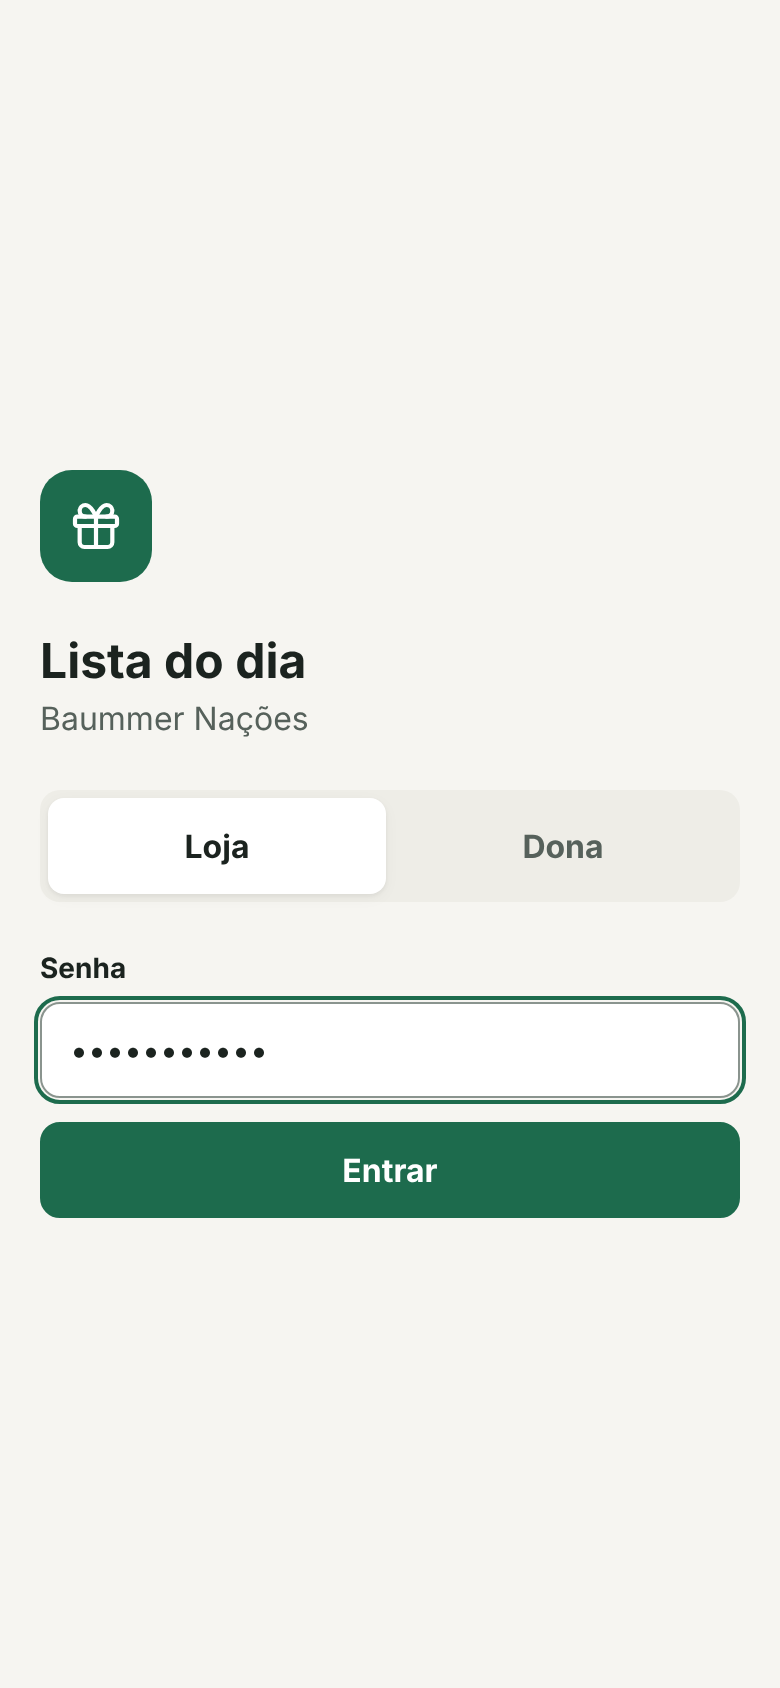 Lista do dia
Baummer Nações
Loja Dona
Senha
•••••••••••
Entrar